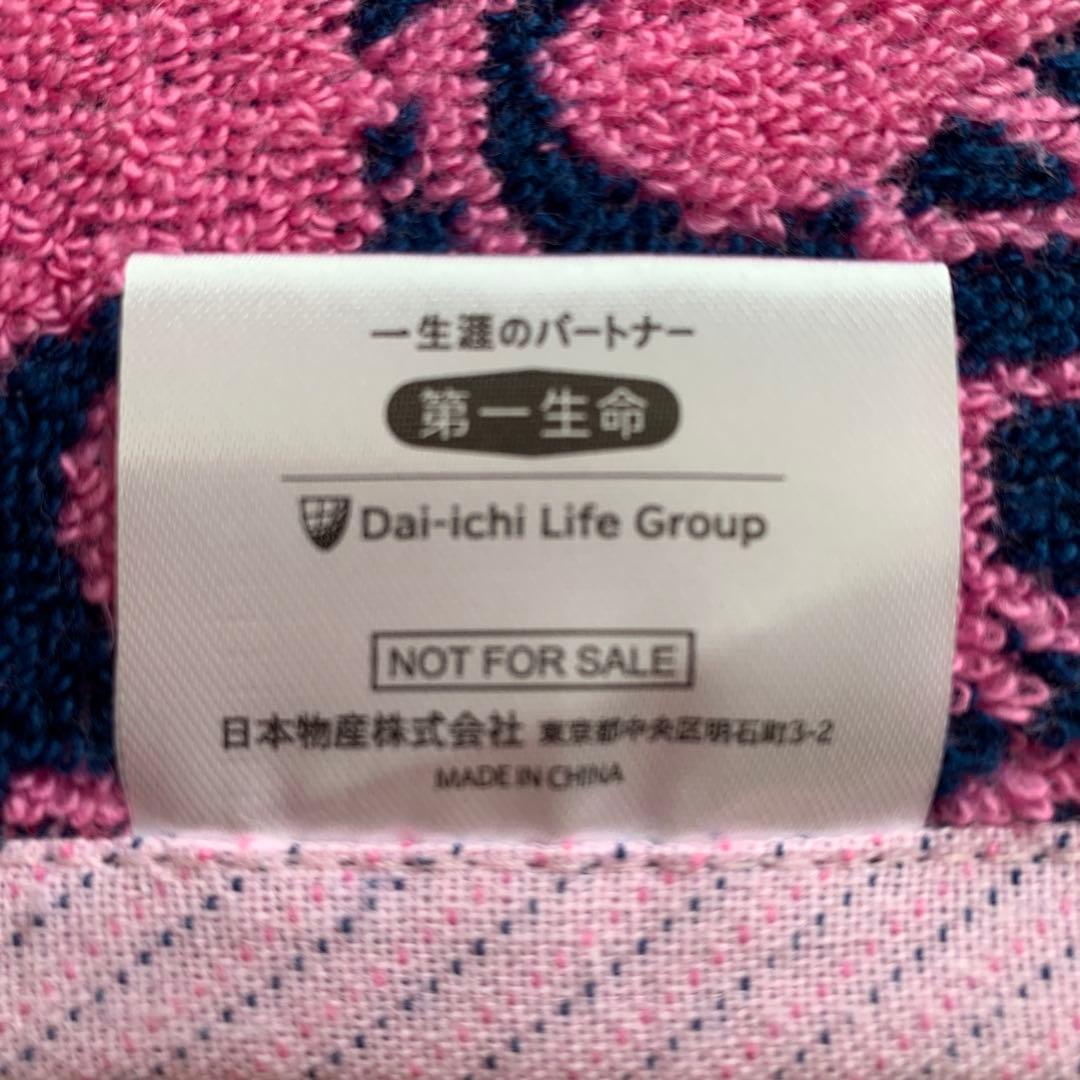 一生涯のパートナー
第一生命
Dai-ichi Life Group
NOT FOR SALE
日本物産株式会社 東京都中央区明石町3-2
MADE IN CHINA